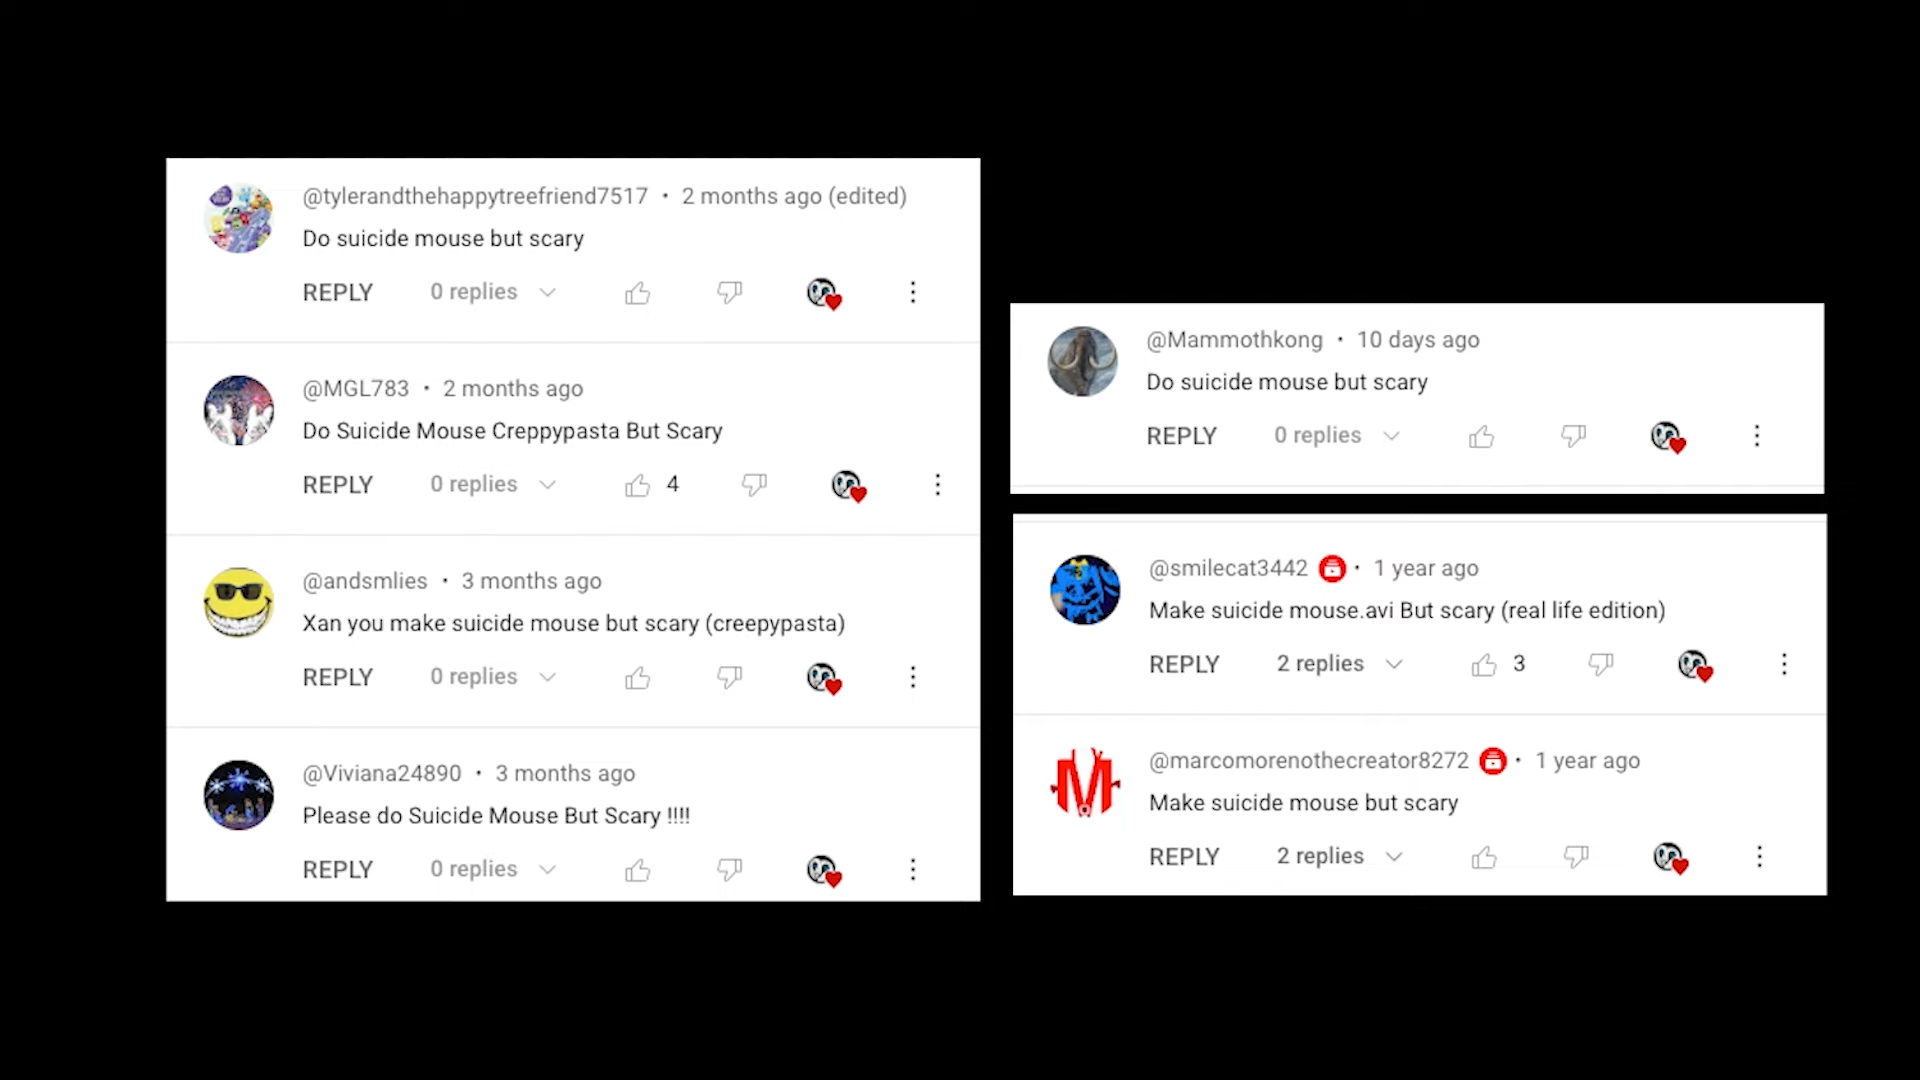 @tylerandthehappytreefriend7517 • 2 months ago (edited)
Do suicide mouse but scary
REPLY 0 replies
@MGL783 • 2 months ago
Do Suicide Mouse Creppypasta But Scary
REPLY 0 replies 4
@andsmlies • 3 months ago
Xan you make suicide mouse but scary (creepypasta)
REPLY 0 replies
@Viviana24890 • 3 months ago
Please do Suicide Mouse But Scary !!!!
REPLY 0 replies
@Mammothkong • 10 days ago
Do suicide mouse but scary
REPLY 0 replies
@smilecat3442 • 1 year ago
Make suicide mouse.avi But scary (real life edition)
REPLY 2 replies 3
@marcomorenothecreator8272 • 1 year ago
Make suicide mouse but scary
REPLY 2 replies